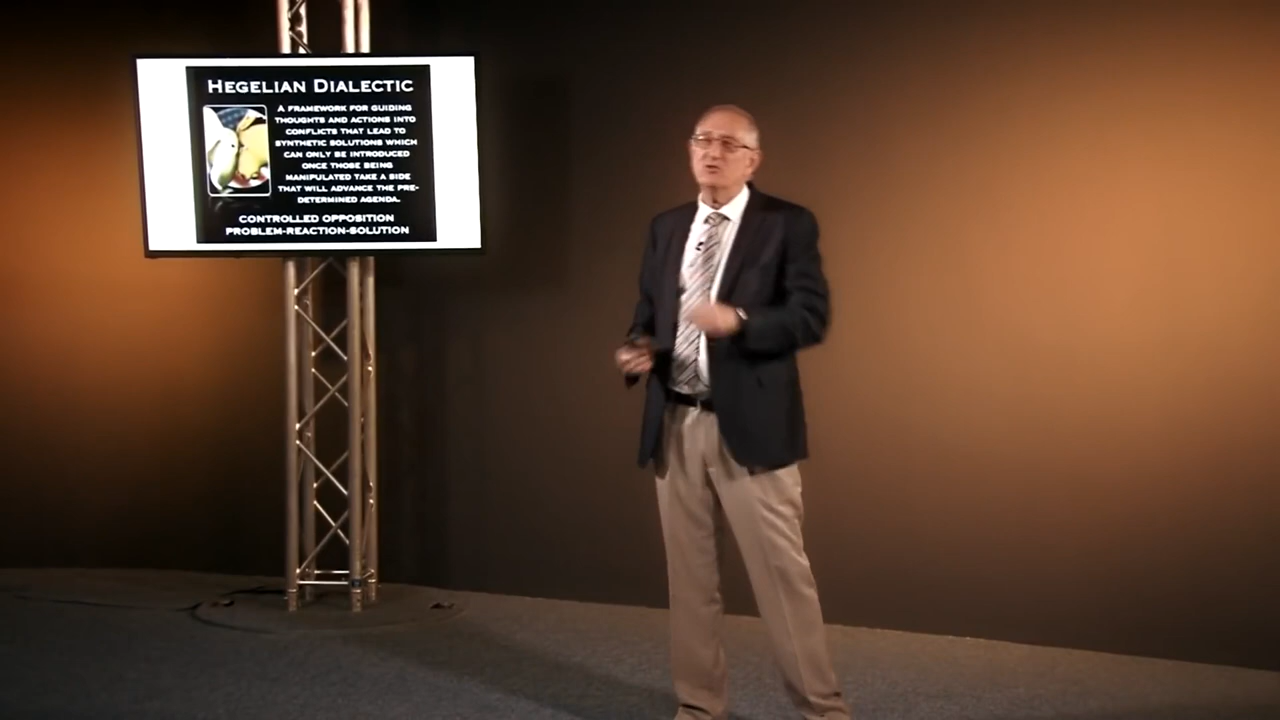 HEGELIAN DIALECTIC
A FRAMEWORK FOR GUIDING
THOUGHTS AND ACTIONS INTO
CONFLICTS THAT LEAD TO
SYNTHETIC SOLUTIONS WHICH
CAN ONLY BE INTRODUCED
ONCE THOSE BEING
MANIPULATED TAKE A SIDE
THAT WILL ADVANCE THE PRE-
DETERMINED AGENDA.
CONTROLLED OPPOSITION
PROBLEM-REACTION-SOLUTION